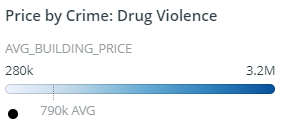 Price by Crime: Drug Violence
AVG_BUILDING_PRICE
280k 3.2M
790k AVG